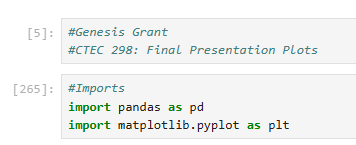 [5]: #Genesis Grant
#CTEC 298: Final Presentation Plots
[265]: #Imports
import pandas as pd
import matplotlib.pyplot as plt